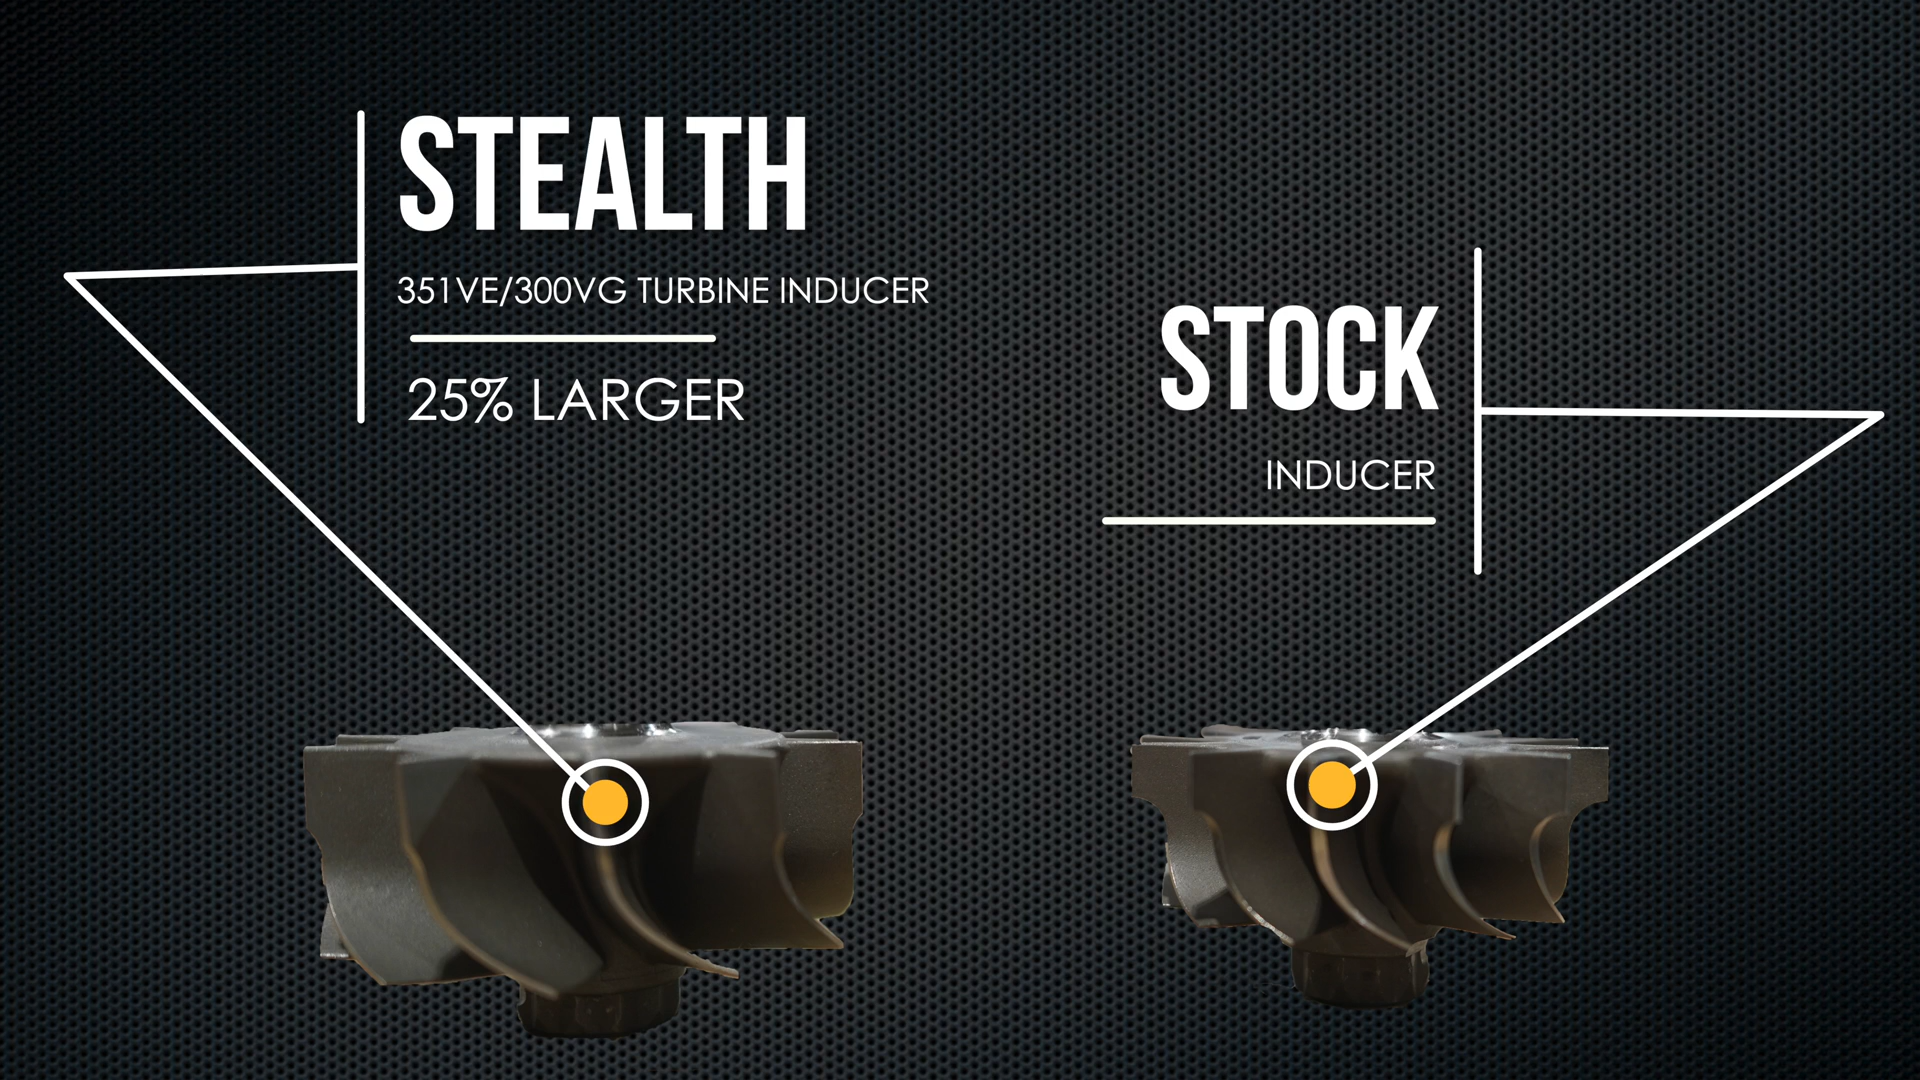 STEALTH
351VE/300VG TURBINE INDUCER
25% LARGER
STOCK
INDUCER